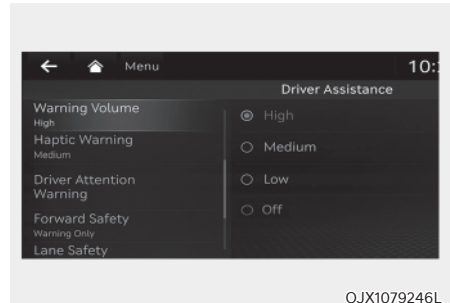 Menu
10:
Driver Assistance
Warning Volume
High
Haptic Warning
Medium
Driver Attention
Warning
Forward Safety
Warning Only
Lane Safety
High
Medium
Low
Off
OJX1079246L